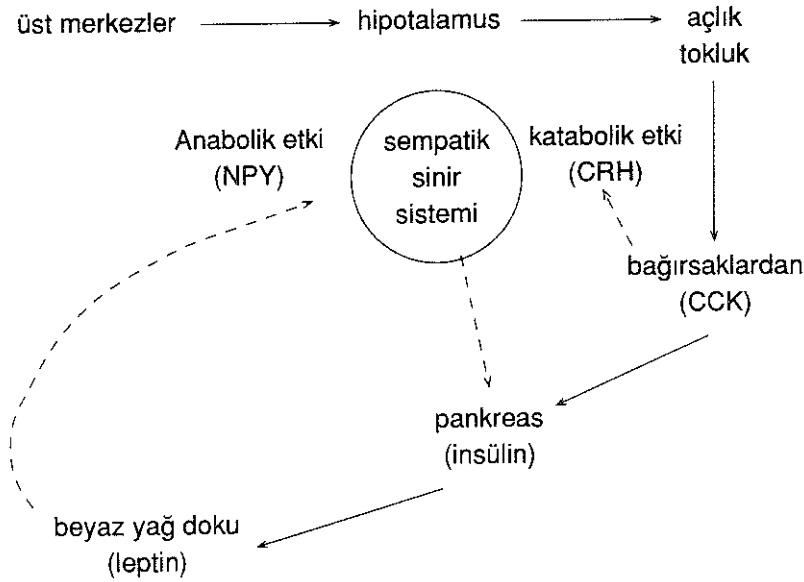 üst merkezler
hipotalamus
açlık
tokluk
Anabolik etki
(NPY)
sempatik
sinir
sistemi
katabolik etki
(CRH)
bağırsaklardan
(CCK)
pankreas
(insülin)
beyaz yağ doku
(leptin)